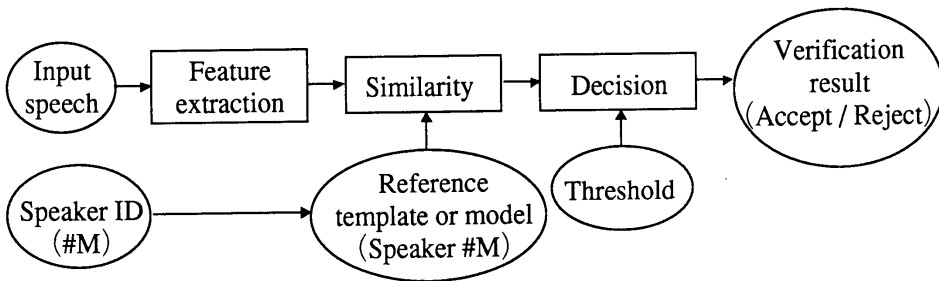 Input
speech
Feature
extraction
Similarity
Decision
Verification
result
(Accept / Reject)
Speaker ID
(#M)
Reference
template or model
(Speaker #M)
Threshold